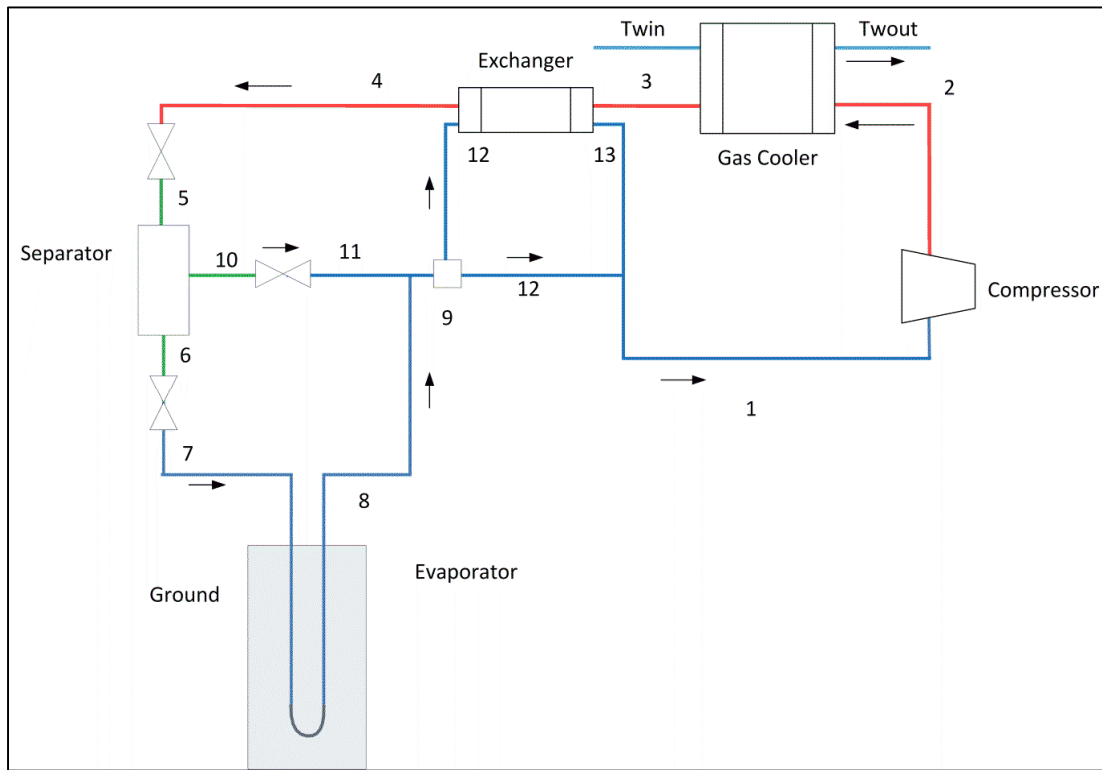 Twin
Twout
Exchanger
4
3
2
12
13
Gas Cooler
5
Separator
10
11
12
9
Compressor
6
1
7
8
Ground
Evaporator